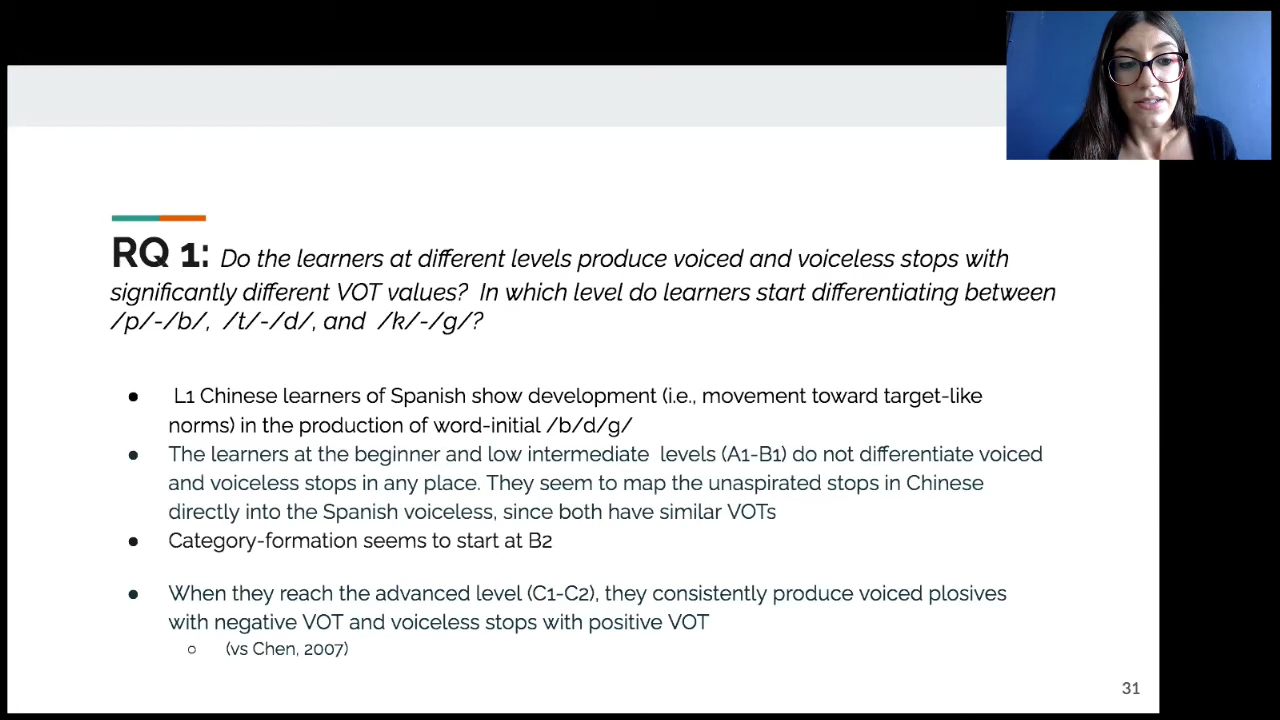 RQ 1: Do the learners at different levels produce voiced and voiceless stops with
significantly different VOT values? In which level do learners start differentiating between
/p/-/b/, /t/-/d/, and /k/-/g/?
● L1 Chinese learners of Spanish show development (i.e., movement toward target-like
norms) in the production of word-initial /b/d/g/
● The learners at the beginner and low intermediate levels (A1-B1) do not differentiate voiced
and voiceless stops in any place. They seem to map the unaspirated stops in Chinese
directly into the Spanish voiceless, since both have similar VOTs
● Category-formation seems to start at B2
● When they reach the advanced level (C1-C2), they consistently produce voiced plosives
with negative VOT and voiceless stops with positive VOT
○ (vs Chen, 2007)
31